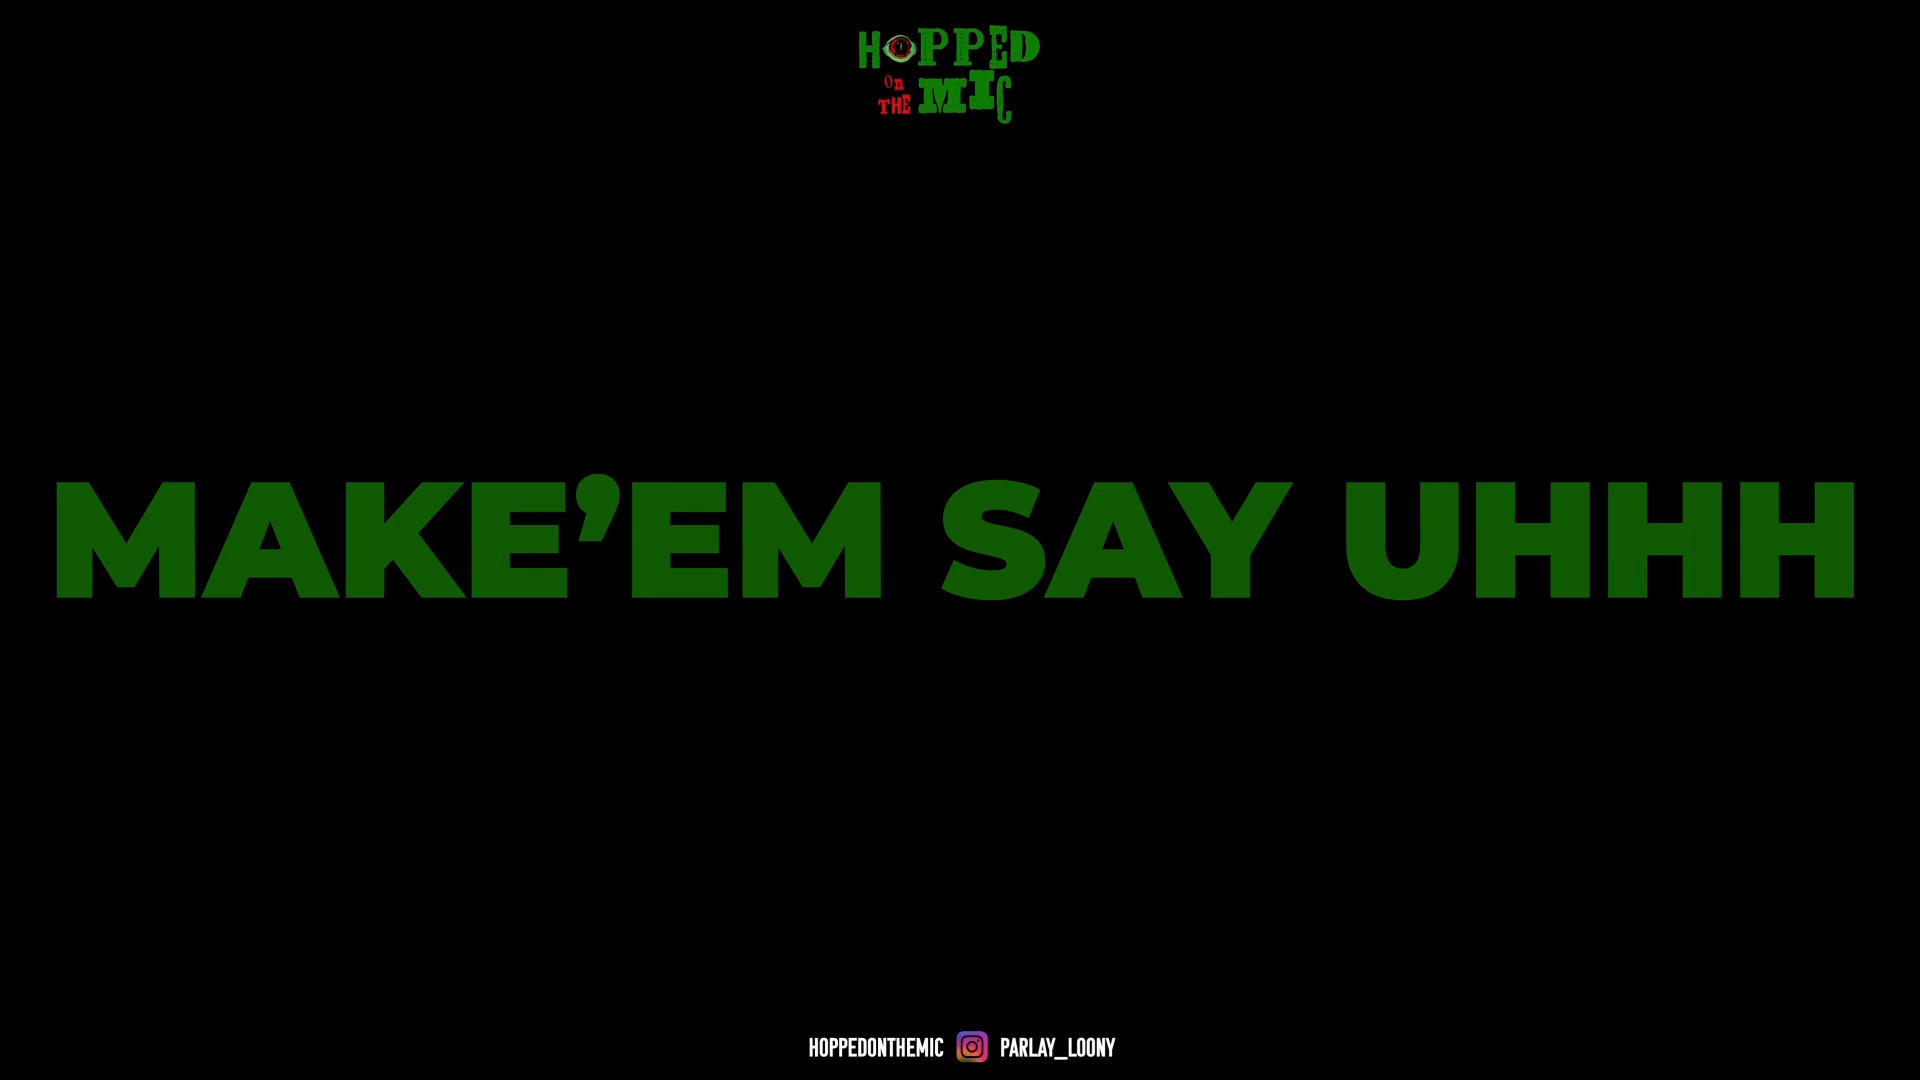 HOPPED
On
THE MIC
MAKE’EM SAY UHHH
HOPPEDONTHEMIC PARLAY_LOONY